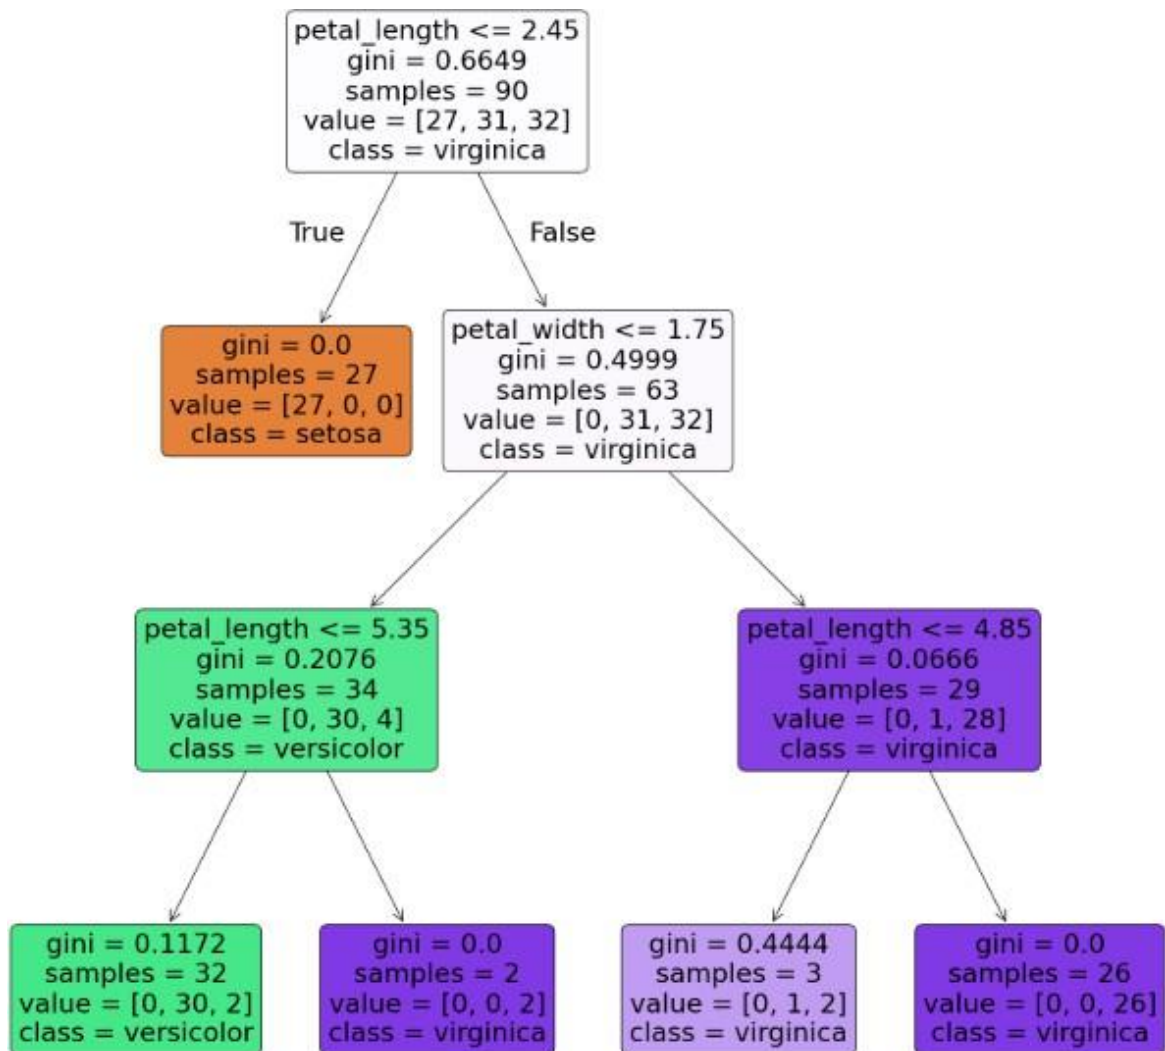 petal_length <= 2.45
gini = 0.6649
samples = 90
value = [27, 31, 32]
class = virginica
True
False
gini = 0.0
samples = 27
value = [27, 0, 0]
class = setosa
petal_width <= 1.75
gini = 0.4999
samples = 63
value = [0, 31, 32]
class = virginica
petal_length <= 5.35
gini = 0.2076
samples = 34
value = [0, 30, 4]
class = versicolor
petal_length <= 4.85
gini = 0.0666
samples = 29
value = [0, 1, 28]
class = virginica
gini = 0.1172
samples = 32
value = [0, 30, 2]
class = versicolor
gini = 0.0
samples = 2
value = [0, 0, 2]
class = virginica
gini = 0.4444
samples = 3
value = [0, 1, 2]
class = virginica
gini = 0.0
samples = 26
value = [0, 0, 26]
class = virginica